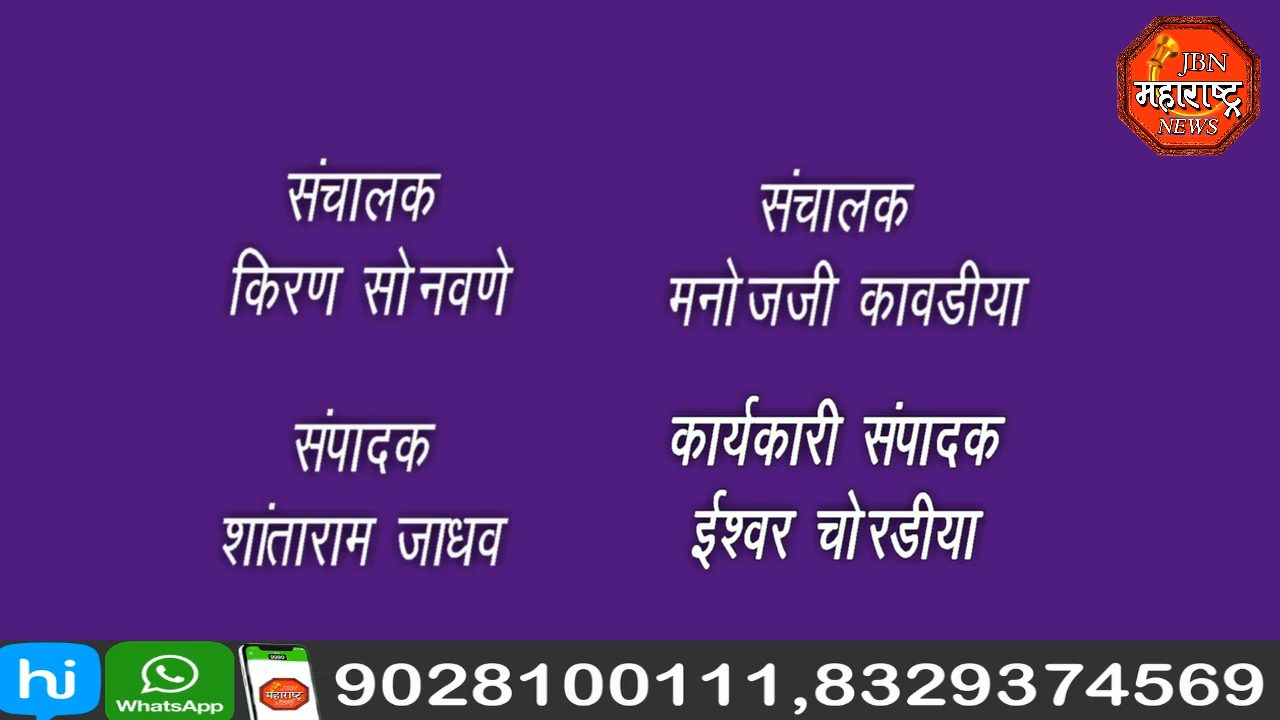 JBN
महाराष्ट्र
NEWS
संचालक
किरण सोनवणे
संचालक
मनोजजी कावडीया
संपादक
शांताराम जाधव
कार्यकारी संपादक
ईश्वर चोरडीया
hi
WhatsApp
महाराष्ट्र
9028100111,8329374569